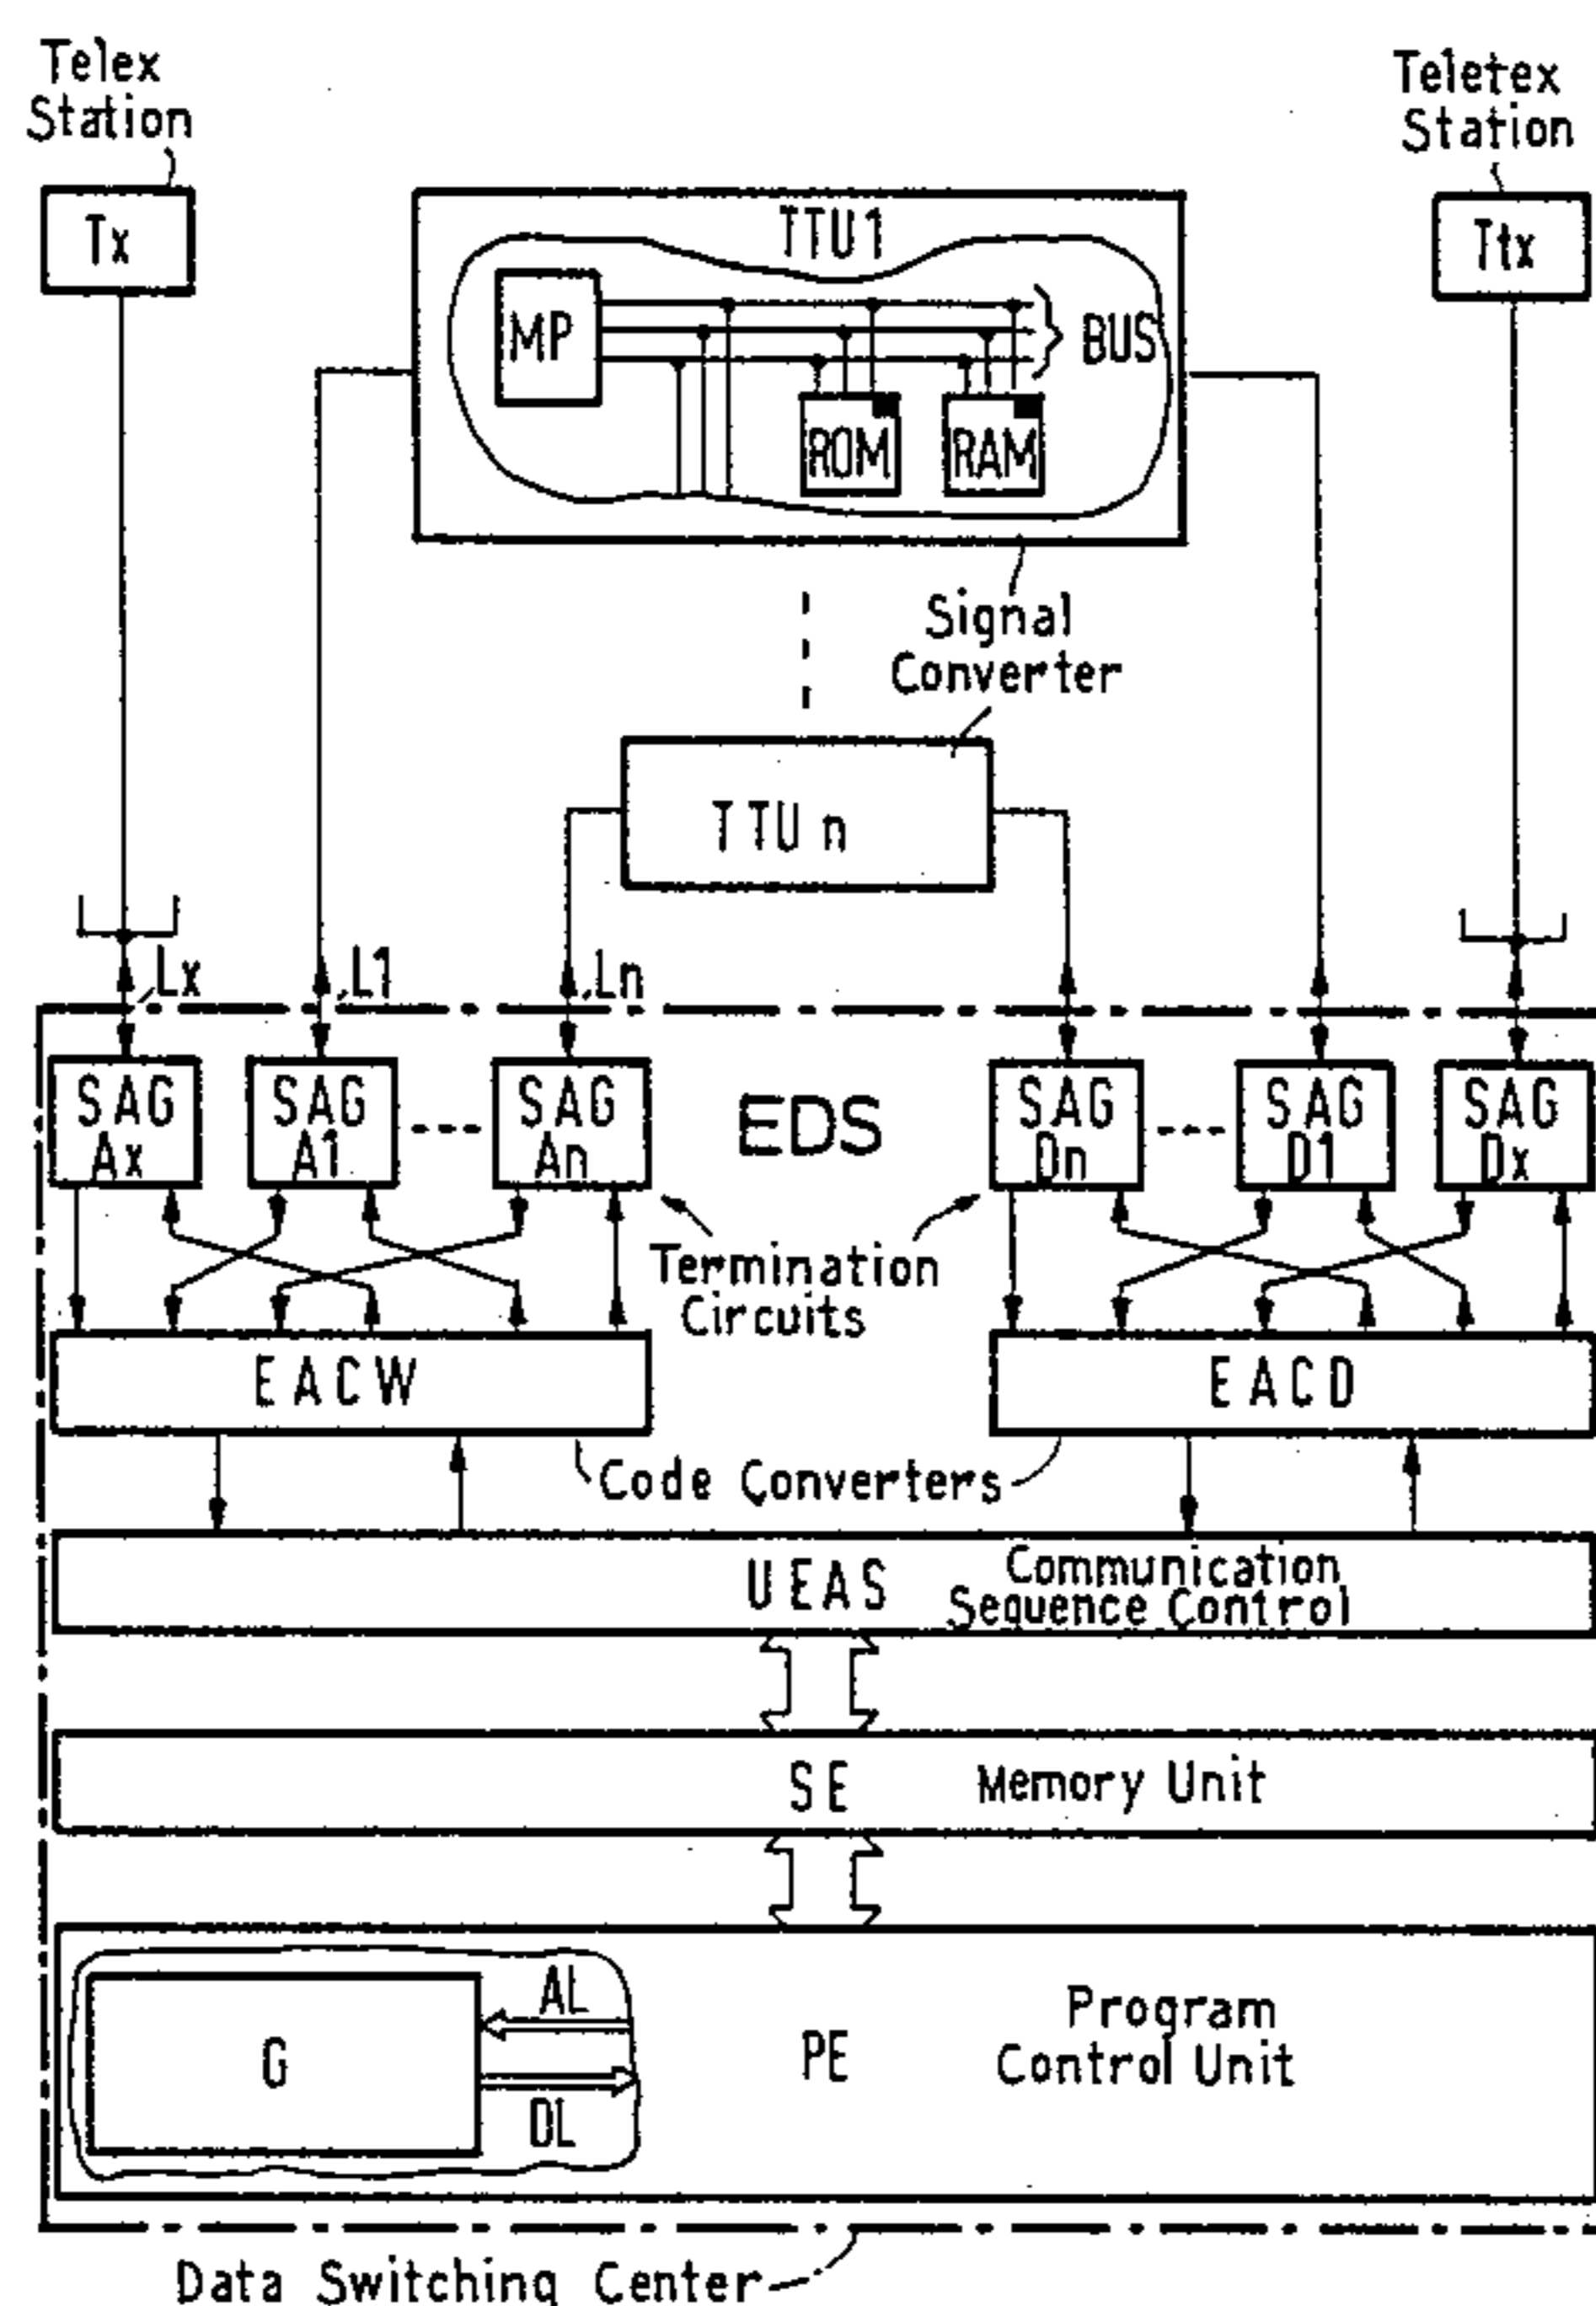 Telex
Station
Teletex
Station
Tx
TTU1
Ttx
MP
BUS
ROM
RAM
Signal
Converter
TTUn
Lx
L1
Ln
SAG
Ax
SAG
A1
SAG
An
EDS
SAG
Dn
SAG
D1
SAG
Dx
Termination
Circuits
EACW
EACD
Code Converters
UEAS
Communication
Sequence Control
SE
Memory Unit
AL
G
DL
PE
Program
Control Unit
Data Switching Center